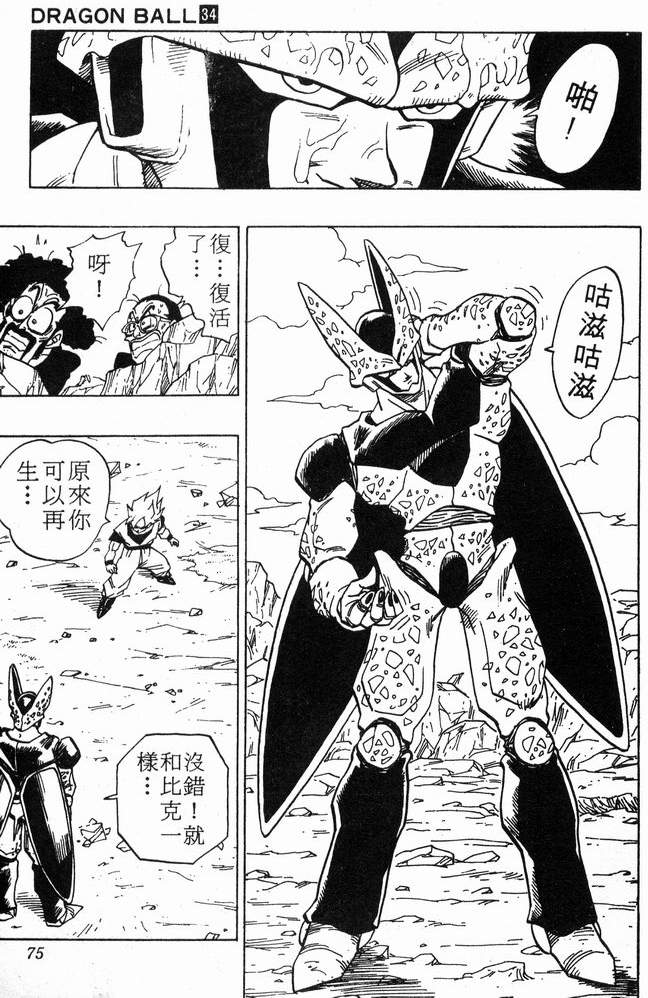 DRAGON BALL 34
啪！
咕滋咕滋
復…復活
了…
呀！
原來你
可以再
生…
沒錯！就
和比克一
樣…
75